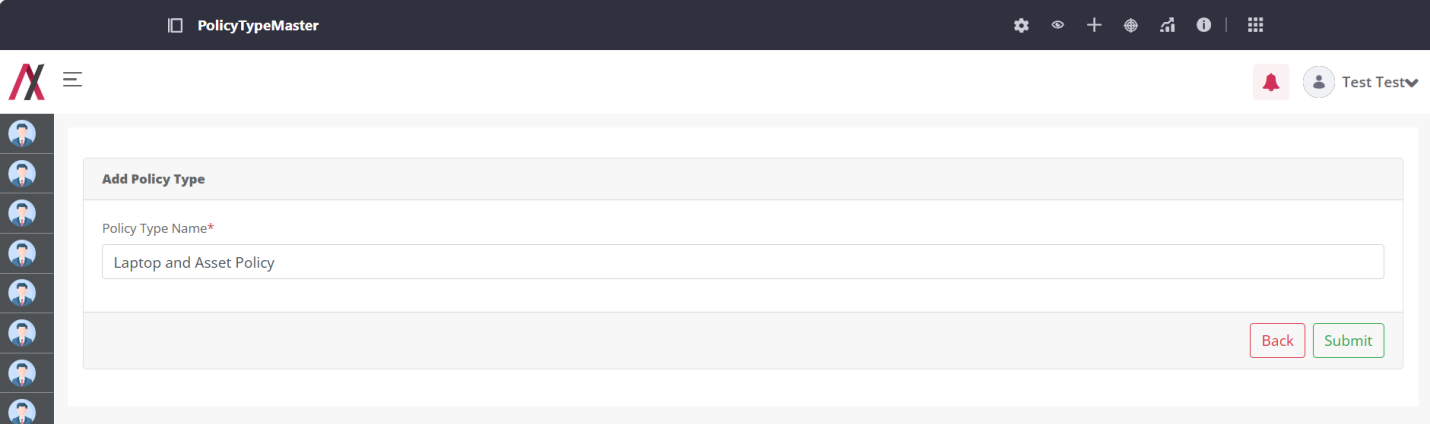 PolicyTypeMaster
Test Test
Add Policy Type
Policy Type Name*
Laptop and Asset Policy
Back Submit